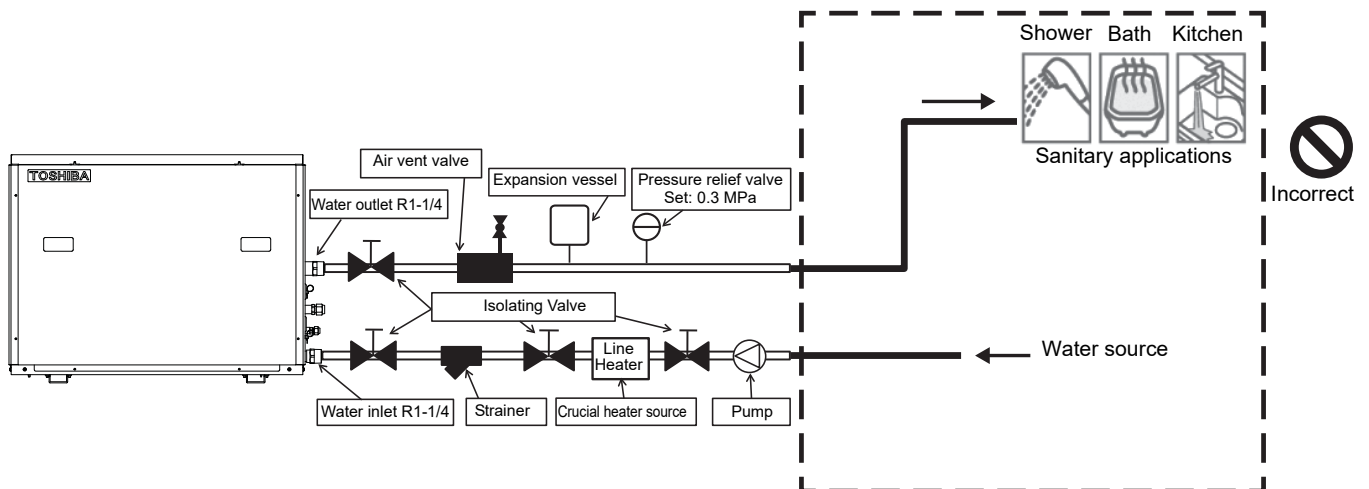 Shower Bath Kitchen
Sanitary applications
Incorrect
Air vent valve
Expansion vessel
Pressure relief valve
Set: 0.3 MPa
TOSHIBA
Water outlet R1-1/4
Isolating Valve
Line
Heater
Water source
Water inlet R1-1/4
Strainer
Crucial heater source
Pump